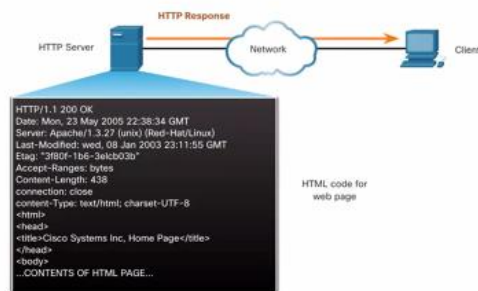 HTTP Response
HTTP Server
Network
Client
HTTP/1.1 200 OK
Date: Mon, 23 May 2005 22:38:34 GMT
Server: Apache/1.3.27 (unix) (Red-Hat/Linux)
Last-Modified: wed, 08 Jan 2003 23:11:55 GMT
Etag: "3f80f-1b6-3elcb03b"
Accept-Ranges: bytes
Content-Length: 438
connection: close
content-Type: text/html; charset-UTF-8
<html>
<head>
<title>Cisco Systems Inc, Home Page</title>
</head>
<body>
...CONTENTS OF HTML PAGE...
HTML code for
web page